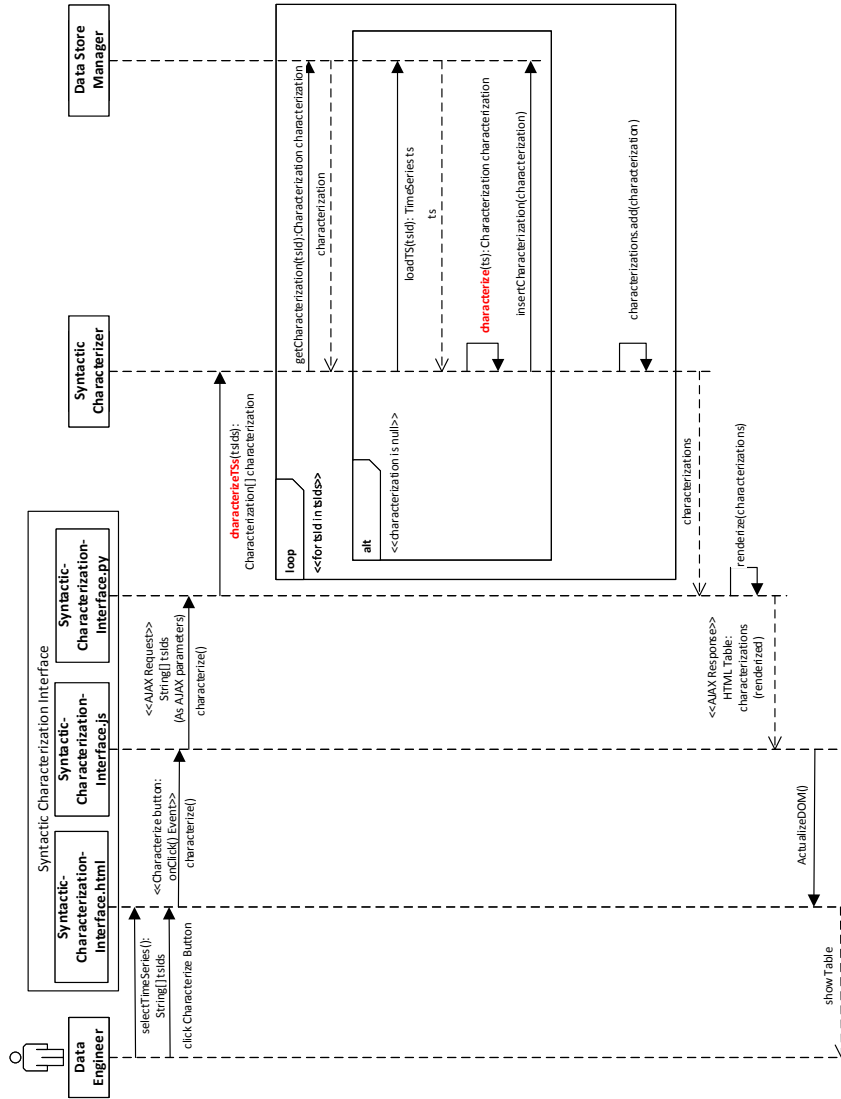 Data
Engineer
Syntactic Characterization Interface
Syntactic-
Characterization-
Interface.html
Syntactic-
Characterization-
Interface.js
Syntactic-
Characterization-
Interface.py
Syntactic
Characterizer
Data Store
Manager
selectTimeSeries():
String[] tsIds
click Characterize Button
<<Characterize button:
onClick() Event>>
characterize()
<<AJAX Request>>
String[] tsIds
(As AJAX parameters)
characterize()
characterizeTSs(tsIds):
Characterization[] characterization
loop
<<for tsId in tsIds>>
getCharacterization(tsId):Characterization characterization
characterization
alt
<<characterization is null>>
loadTS(tsId): TimeSeries ts
ts
characterize(ts): Characterization characterization
insertCharacterization(characterization)
characterizations.add(characterization)
characterizations
renderize(characterizations)
<<AJAX Response>>
HTML Table:
characterizations
(renderized)
ActualizeDOM()
show Table